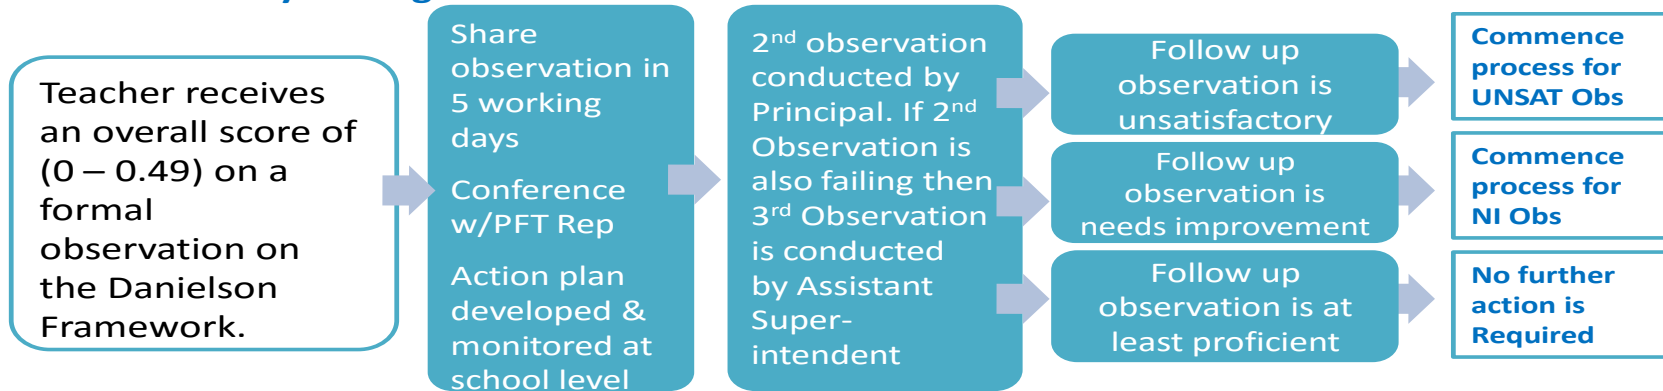 Teacher receives
an overall score of
(0 – 0.49) on a
formal
observation on
the Danielson
Framework.
Share
observation in
5 working
days
Conference
w/PFT Rep
Action plan
developed &
monitored at
school level
2nd observation
conducted by
Principal. If 2nd
Observation is
also failing then
3rd Observation
is conducted
by Assistant
Super-
intendent
Follow up
observation is
unsatisfactory
Follow up
observation is
needs improvement
Follow up
observation is at
least proficient
Commence
process for
UNSAT Obs
Commence
process for
NI Obs
No further
action is
Required